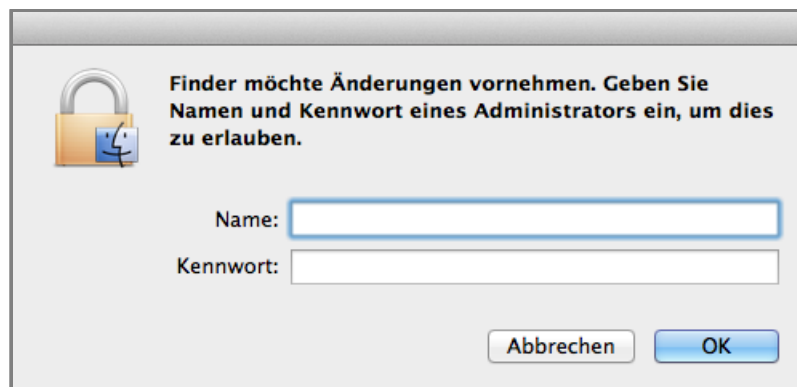 Finder möchte Änderungen vornehmen. Geben Sie
Namen und Kennwort eines Administrators ein, um dies
zu erlauben.
Name:
Kennwort:
Abbrechen OK